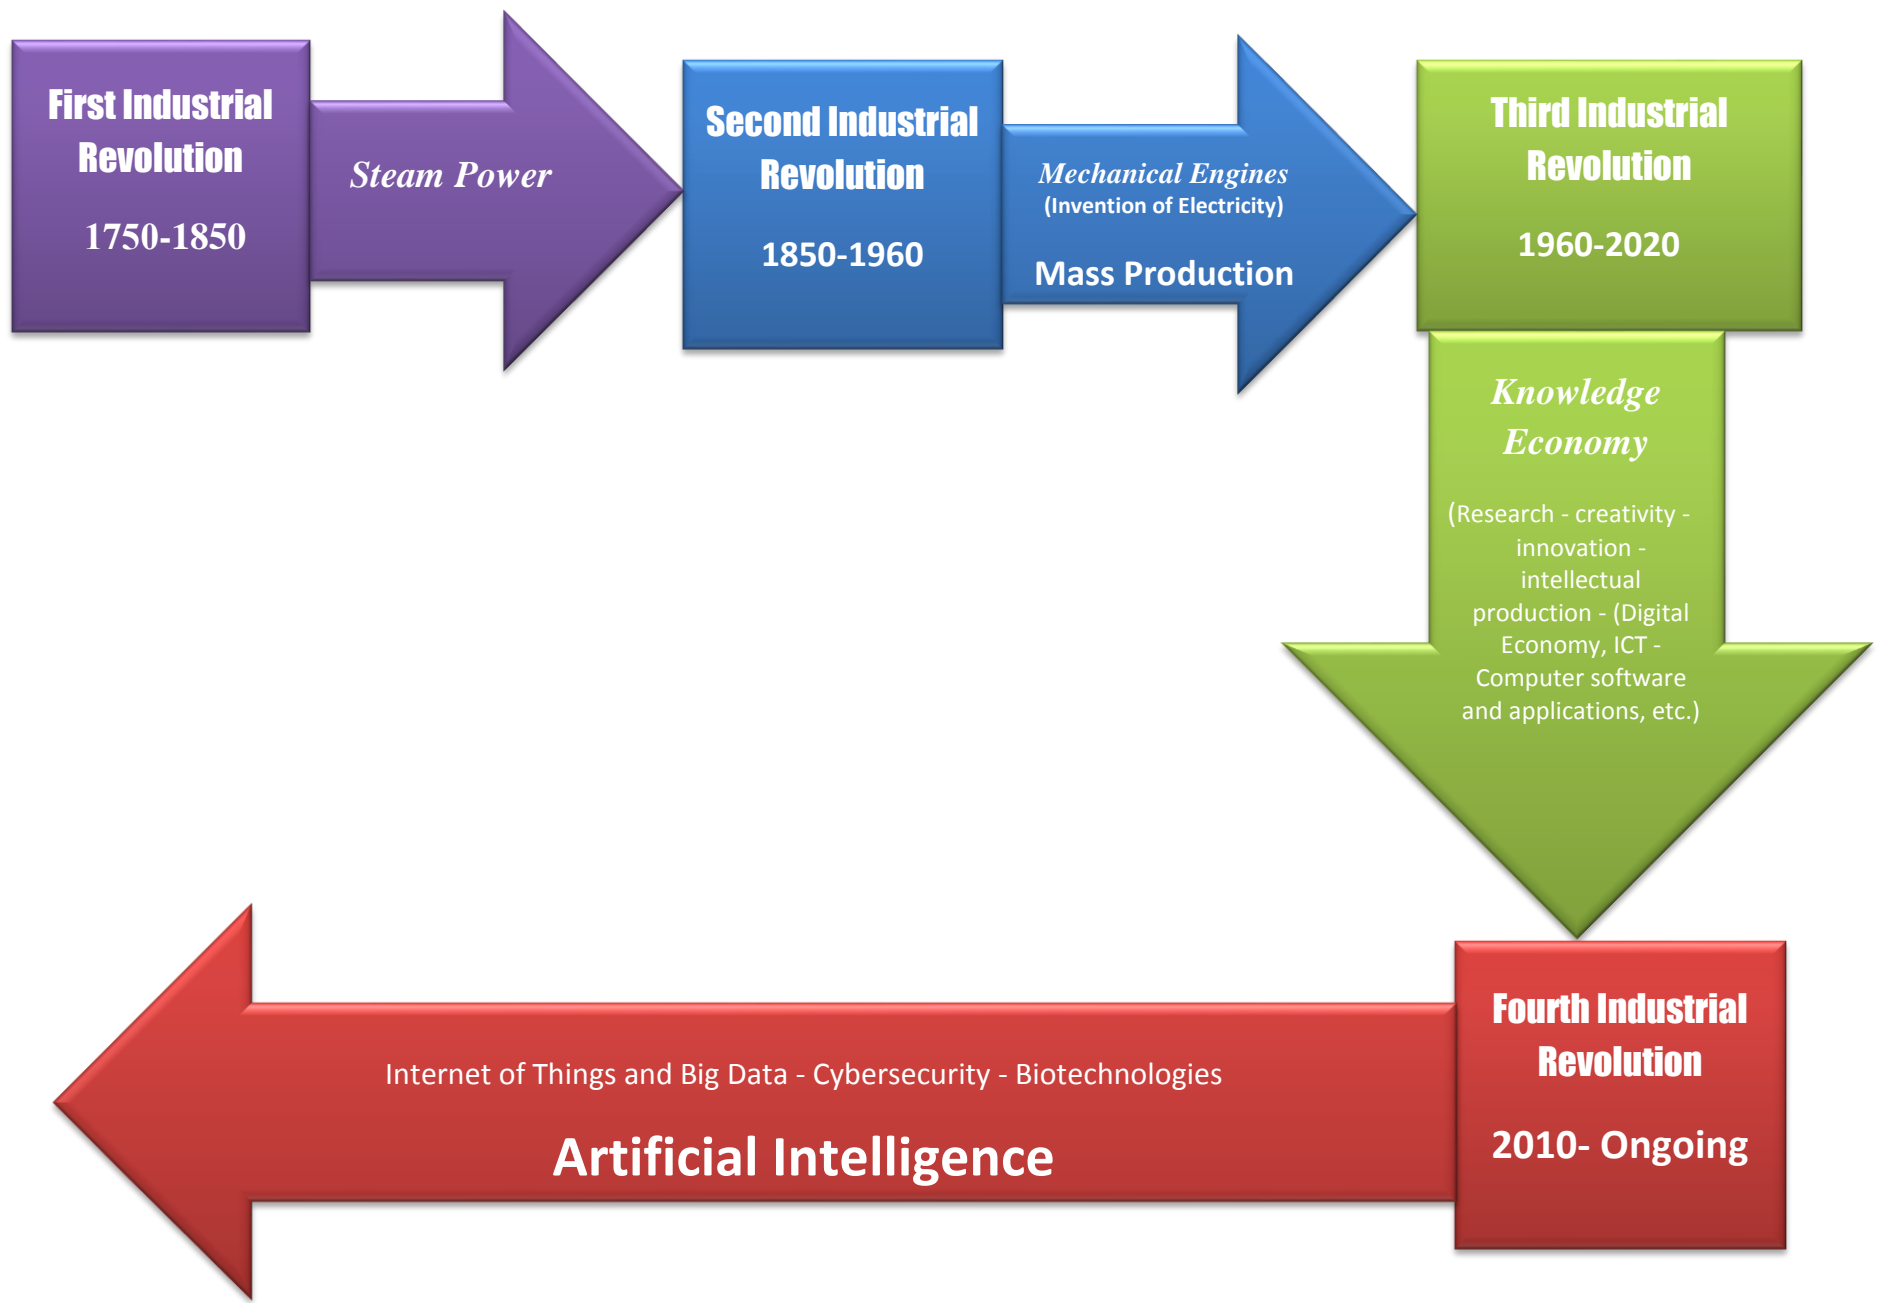 First Industrial
Revolution
1750-1850
Steam Power
Second Industrial
Revolution
1850-1960
Mechanical Engines
(Invention of Electricity)
Mass Production
Third Industrial
Revolution
1960-2020
Knowledge
Economy
(Research - creativity -
innovation -
intellectual
production - (Digital
Economy, ICT -
Computer software
and applications, etc.)
Fourth Industrial
Revolution
2010- Ongoing
Internet of Things and Big Data - Cybersecurity - Biotechnologies
Artificial Intelligence